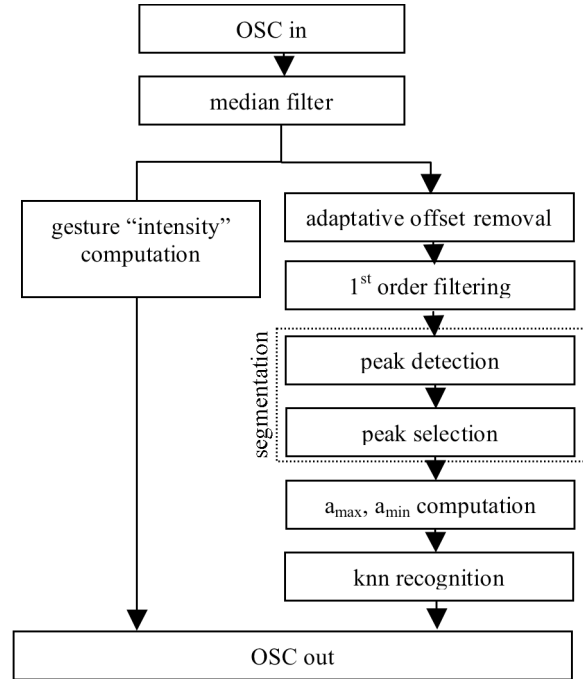 OSC in
median filter
gesture “intensity”
computation
adaptative offset removal
1st order filtering
segmentation
peak detection
peak selection
amax, amin computation
knn recognition
OSC out